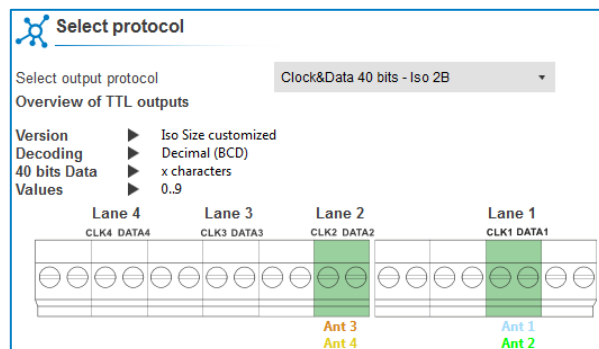 Select protocol
Select output protocol Clock&Data 40 bits - Iso 2B
Overview of TTL outputs
Version Iso Size customized
Decoding Decimal (BCD)
40 bits Data x characters
Values 0..9
Lane 4 Lane 3 Lane 2 Lane 1
CLK4 DATA4 CLK3 DATA3 CLK2 DATA2 CLK1 DATA1
Ant 3 Ant 1
Ant 4 Ant 2